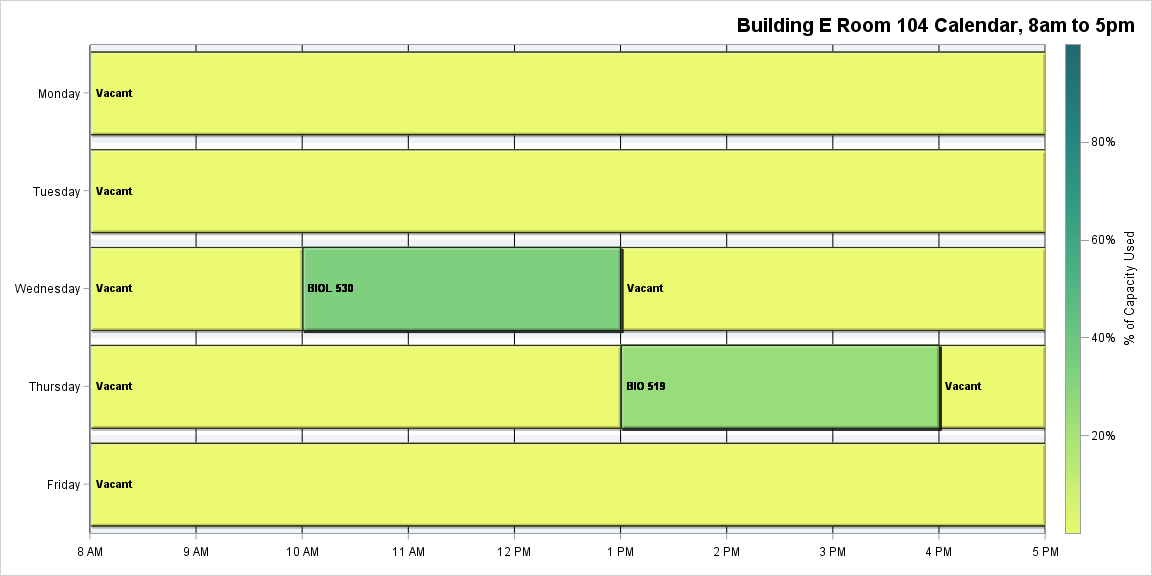 Building E Room 104 Calendar, 8am to 5pm
Monday
Vacant
Tuesday
Vacant
Wednesday
Vacant
BIOL 530
Vacant
Thursday
Vacant
BIO 519
Vacant
Friday
Vacant
8 AM
9 AM
10 AM
11 AM
12 PM
1 PM
2 PM
3 PM
4 PM
5 PM
80%
60%
40%
20%
% of Capacity Used